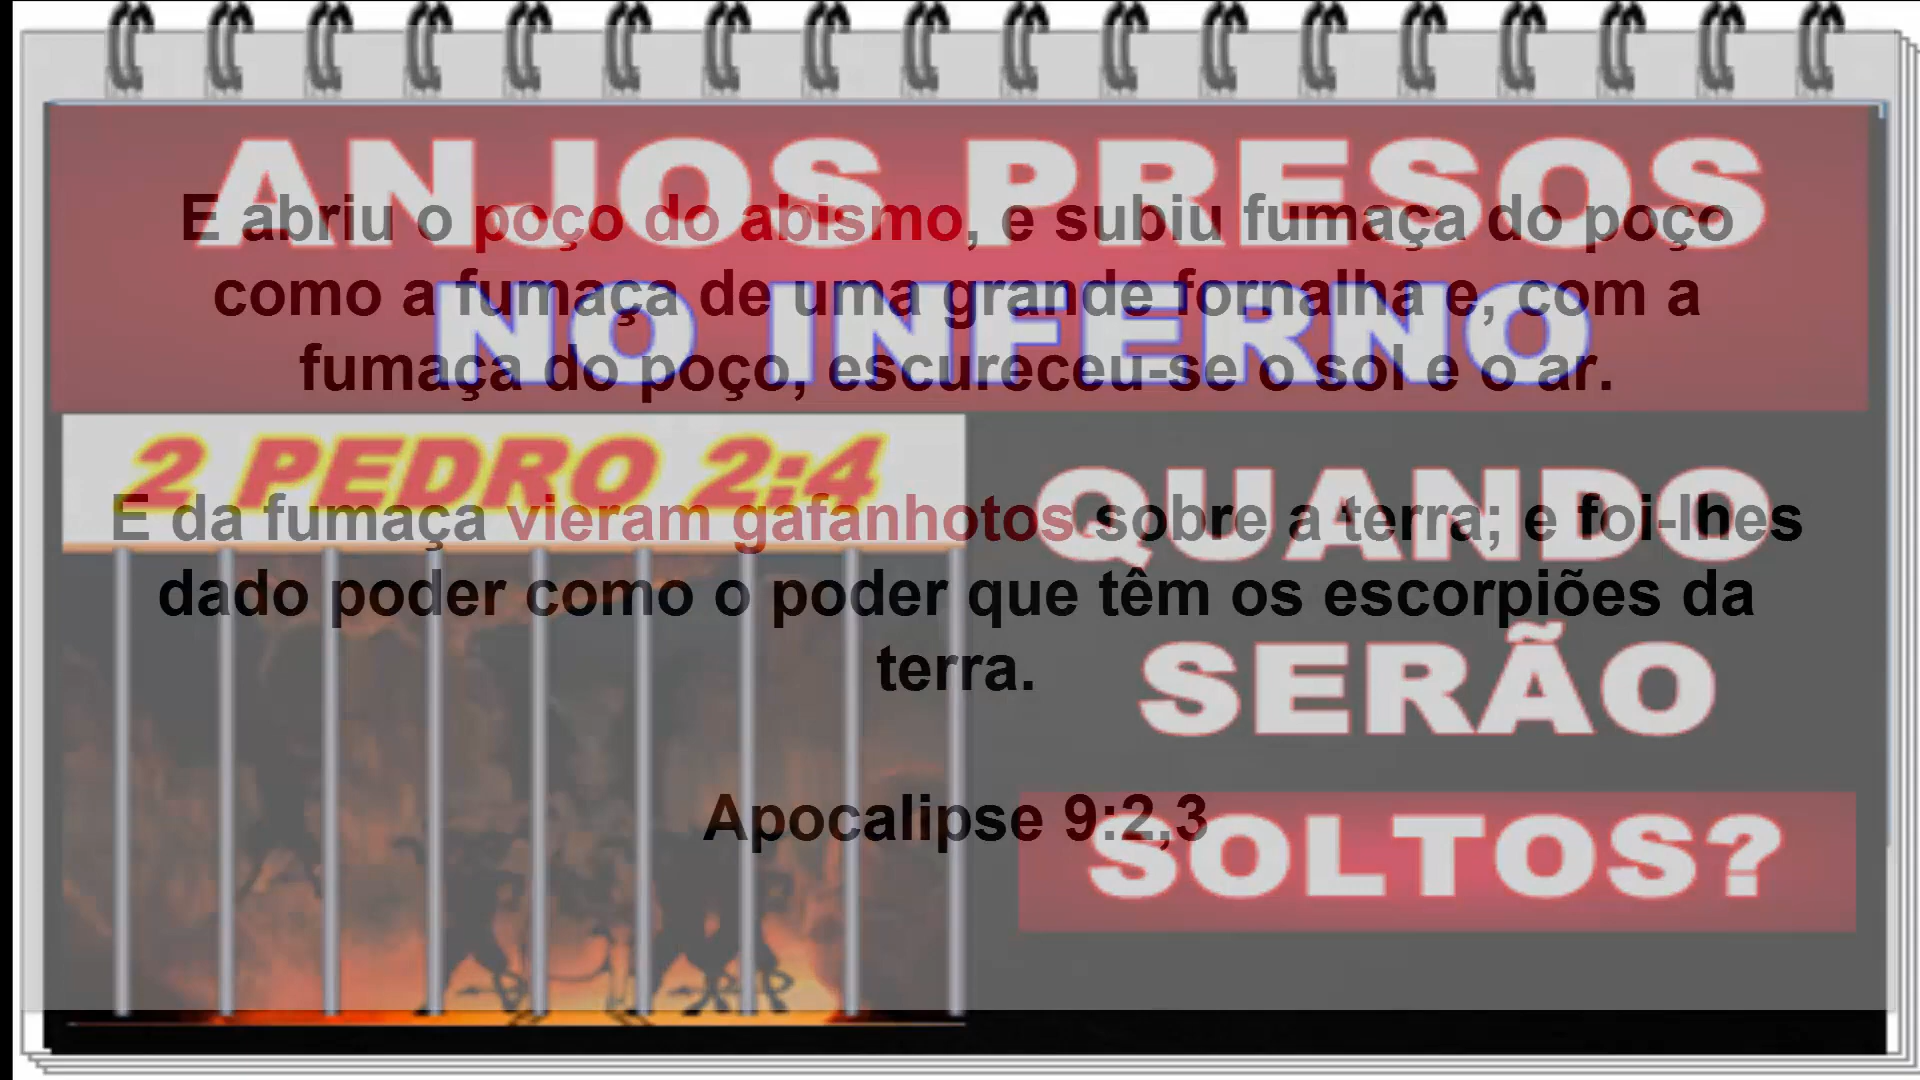 ANJOS PRESOS
NO INFERNO
2 PEDRO 2:4
QUANDO
SERÃO
SOLTOS?
E abriu o poço do abismo, e subiu fumaça do poço
como a fumaça de uma grande fornalha e, com a
fumaça do poço, escureceu-se o sol e o ar.
E da fumaça vieram gafanhotos sobre a terra; e foi-lhes
dado poder como o poder que têm os escorpiões da
terra.
Apocalipse 9:2,3